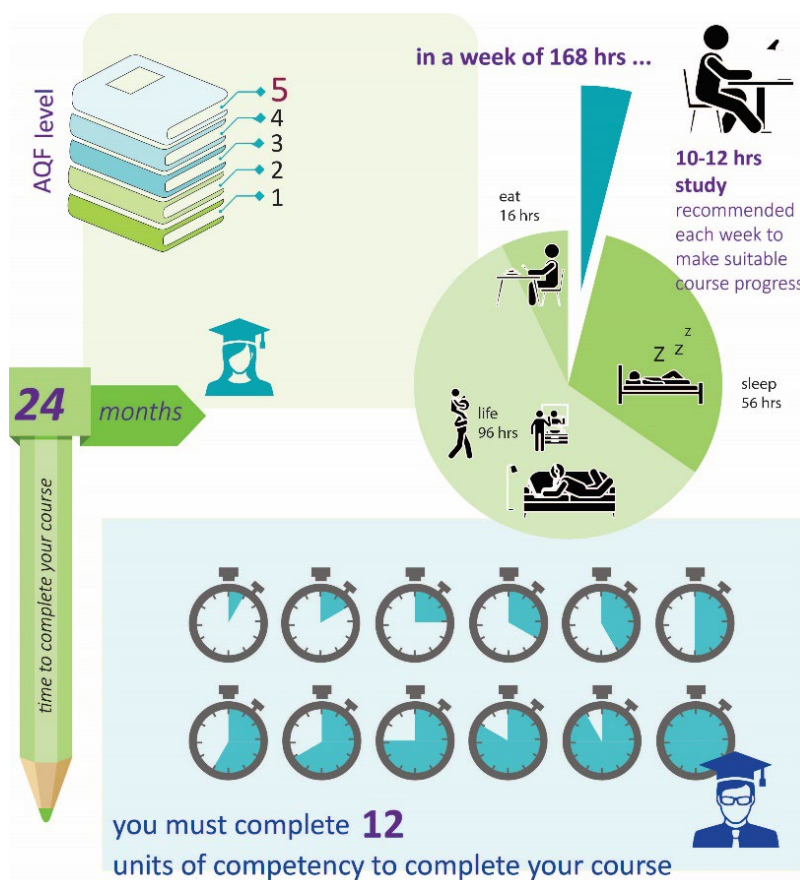 AQF level
5
4
3
2
1
in a week of 168 hrs ...
10-12 hrs
study
recommended
each week to
make suitable
course progress
eat
16 hrs
z
Z
Z
sleep
56 hrs
life
96 hrs
24 months
time to complete your course
you must complete 12
units of competency to complete your course